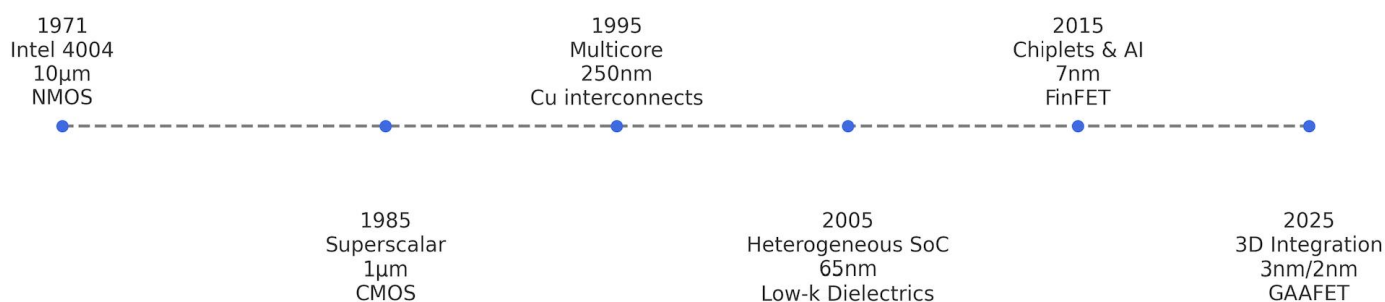 1971
Intel 4004
10μm
NMOS
1985
Superscalar
1μm
CMOS
1995
Multicore
250nm
Cu interconnects
2005
Heterogeneous SoC
65nm
Low-k Dielectrics
2015
Chiplets & AI
7nm
FinFET
2025
3D Integration
3nm/2nm
GAAFET